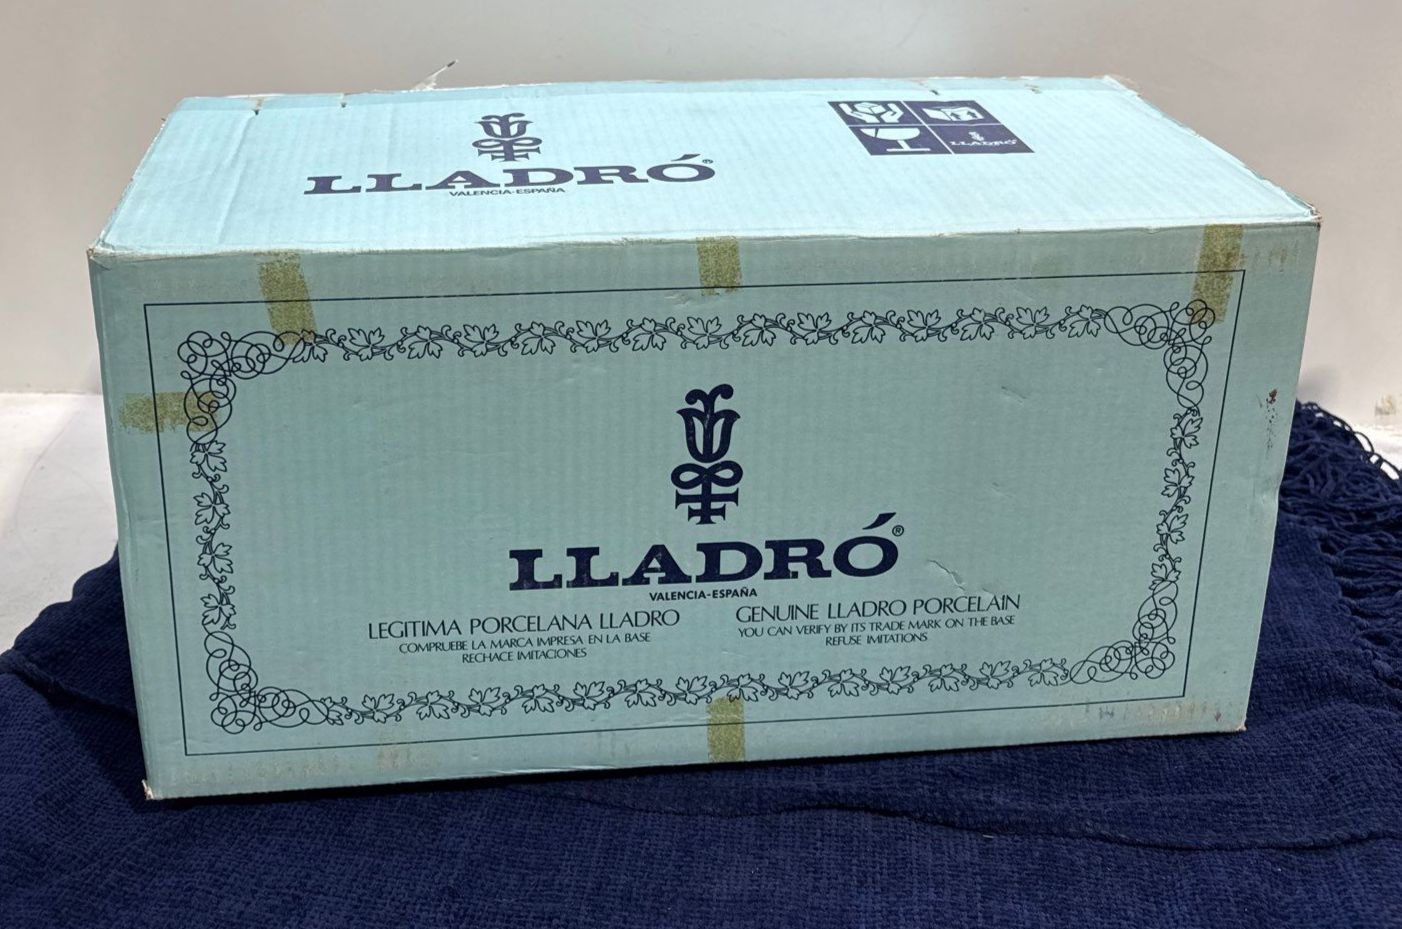 LLADRÓ®
VALENCIA-ESPAÑA
LLADRÓ
LLADRÓ®
VALENCIA-ESPAÑA
LEGITIMA PORCELANA LLADRO
COMPRUEBE LA MARCA IMPRESA EN LA BASE
RECHACE IMITACIONES
GENUINE LLADRO PORCELAIN
YOU CAN VERIFY BY ITS TRADE MARK ON THE BASE
REFUSE IMITATIONS